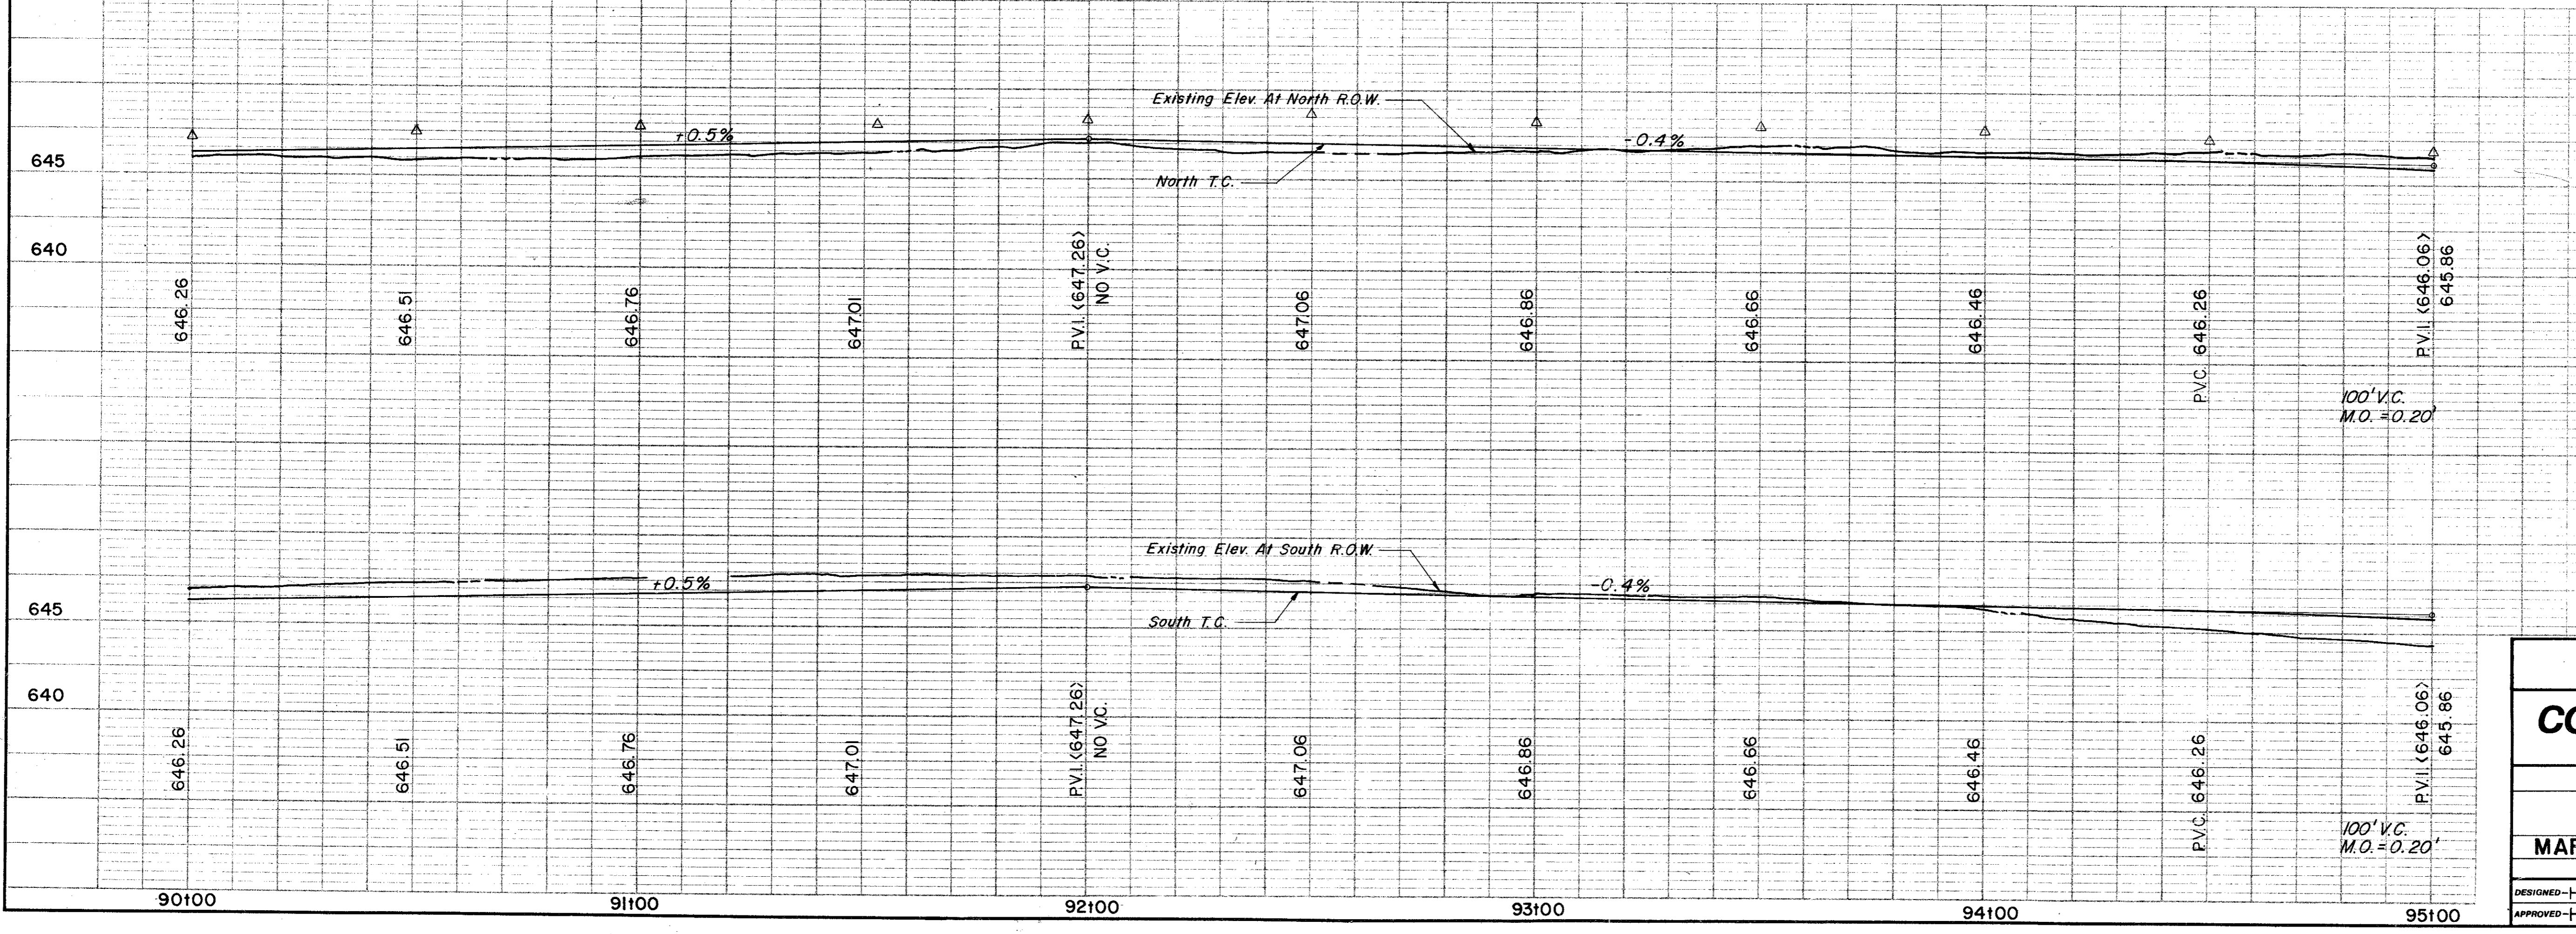 Existing Elev. At North R.O.W.
+0.5%
-0.4%
645
North T.C.
640
646.26
646.51
646.76
647.01
P.V.I. <647.26>
NO V.C.
647.06
646.86
646.66
646.46
P.V.C. 646.26
P.V.I. <646.06>
645.86
100' V.C.
M.O. = 0.20'
Existing Elev. At South R.O.W.
+0.5%
-0.4%
645
South T.C.
640
646.26
646.51
646.76
647.01
P.V.I. <647.26>
NO V.C.
647.06
646.86
646.66
646.46
P.V.C. 646.26
P.V.I. <646.06>
645.86
100' V.C.
M.O. = 0.20'
90+00
91+00
92+00
93+00
94+00
95+00
CO
MAR
DESIGNED-H
APPROVED-H